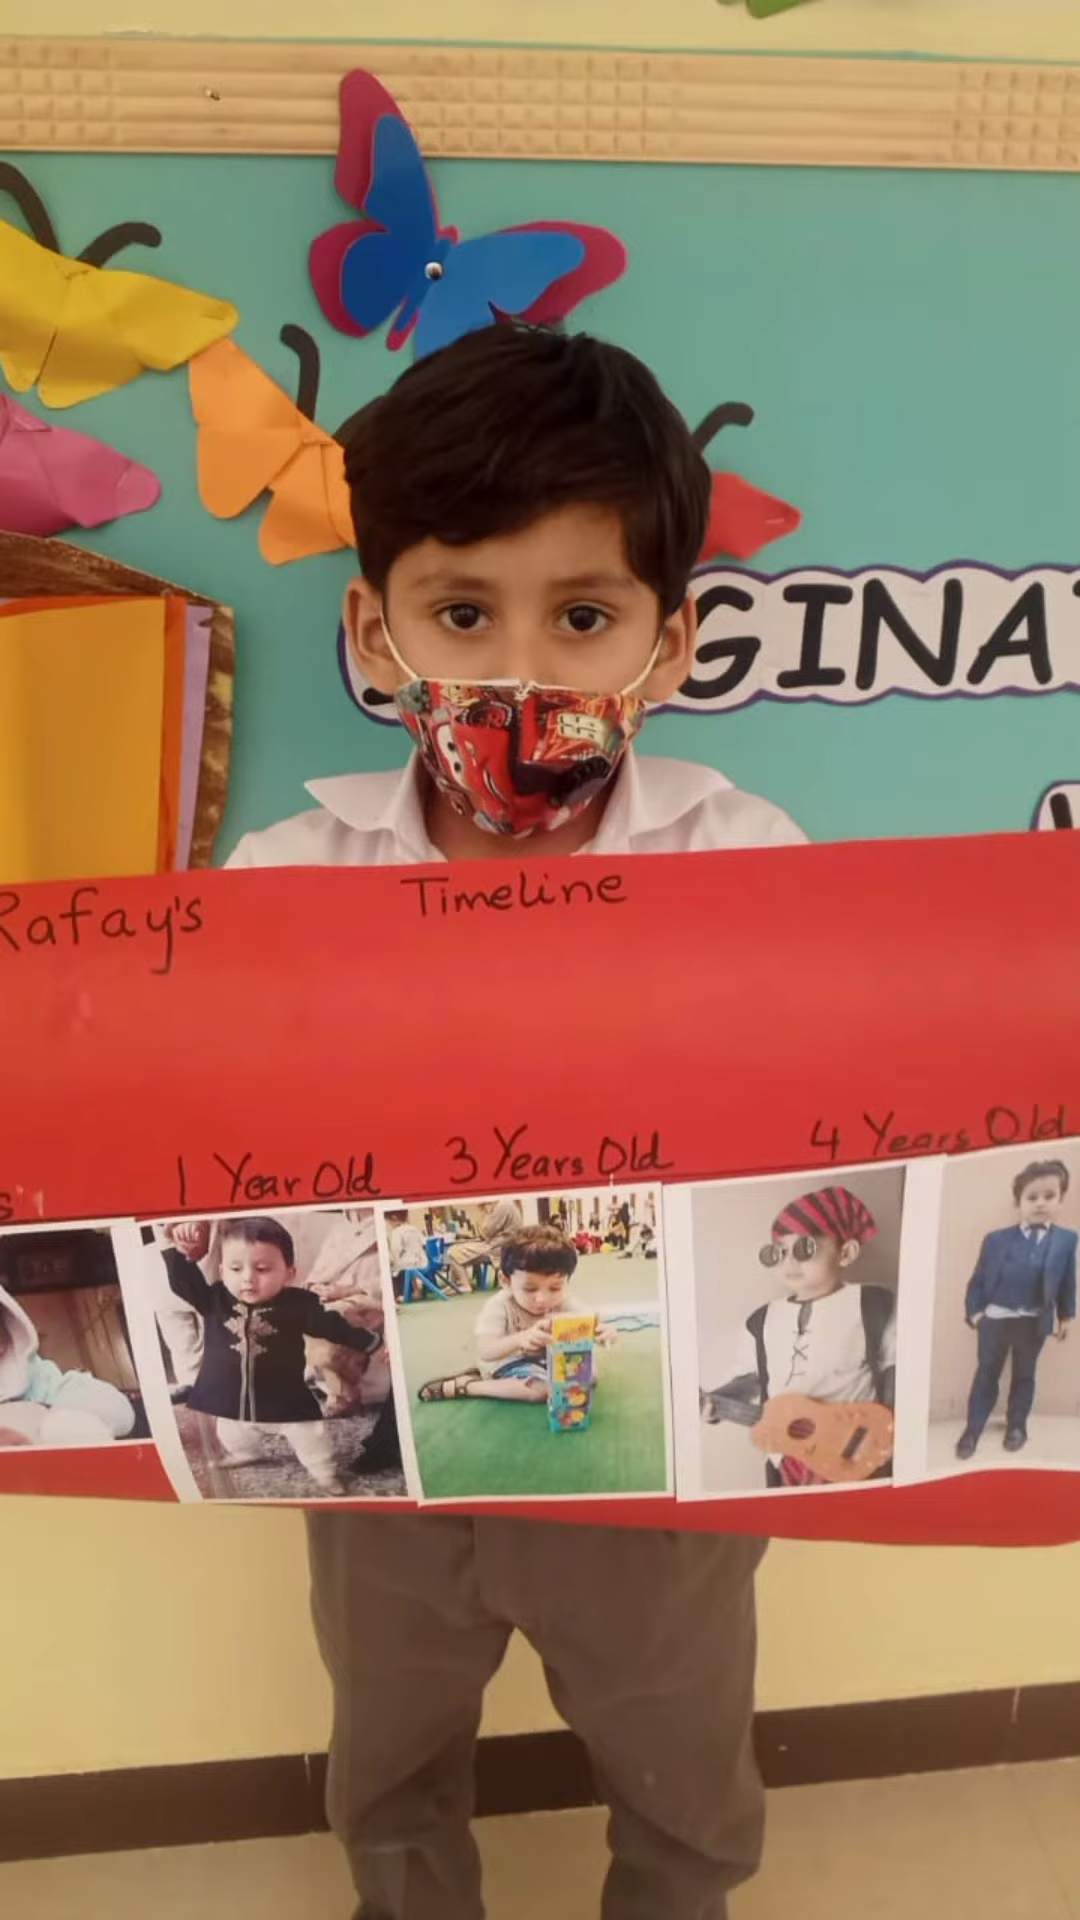 GINA
Rafay's Timeline
1 Year Old
3 Years Old
4 Years Old